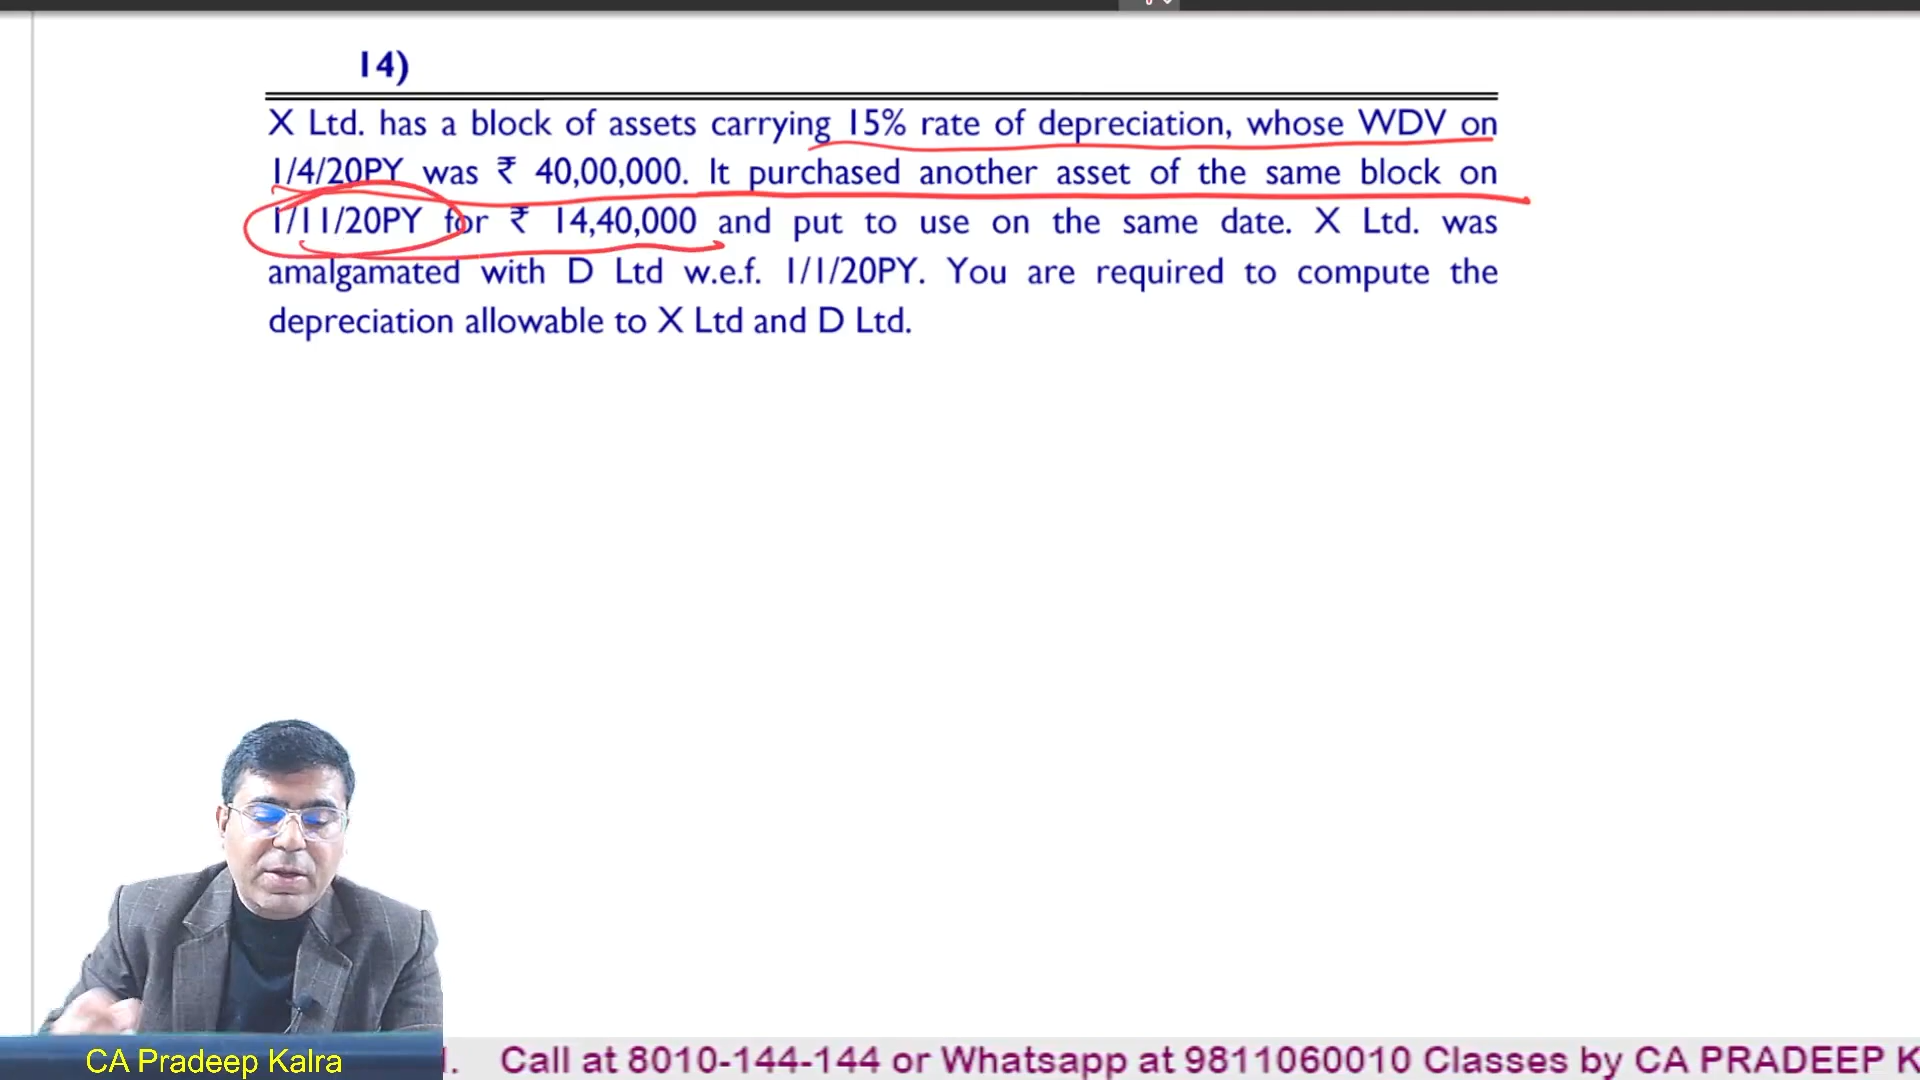 14)
X Ltd. has a block of assets carrying 15% rate of depreciation, whose WDV on
1/4/20PY was ₹ 40,00,000. It purchased another asset of the same block on
1/11/20PY for ₹ 14,40,000 and put to use on the same date. X Ltd. was
amalgamated with D Ltd w.e.f. 1/1/20PY. You are required to compute the
depreciation allowable to X Ltd and D Ltd.
CA Pradeep Kalra
. Call at 8010-144-144 or Whatsapp at 9811060010 Classes by CA PRADEEP K